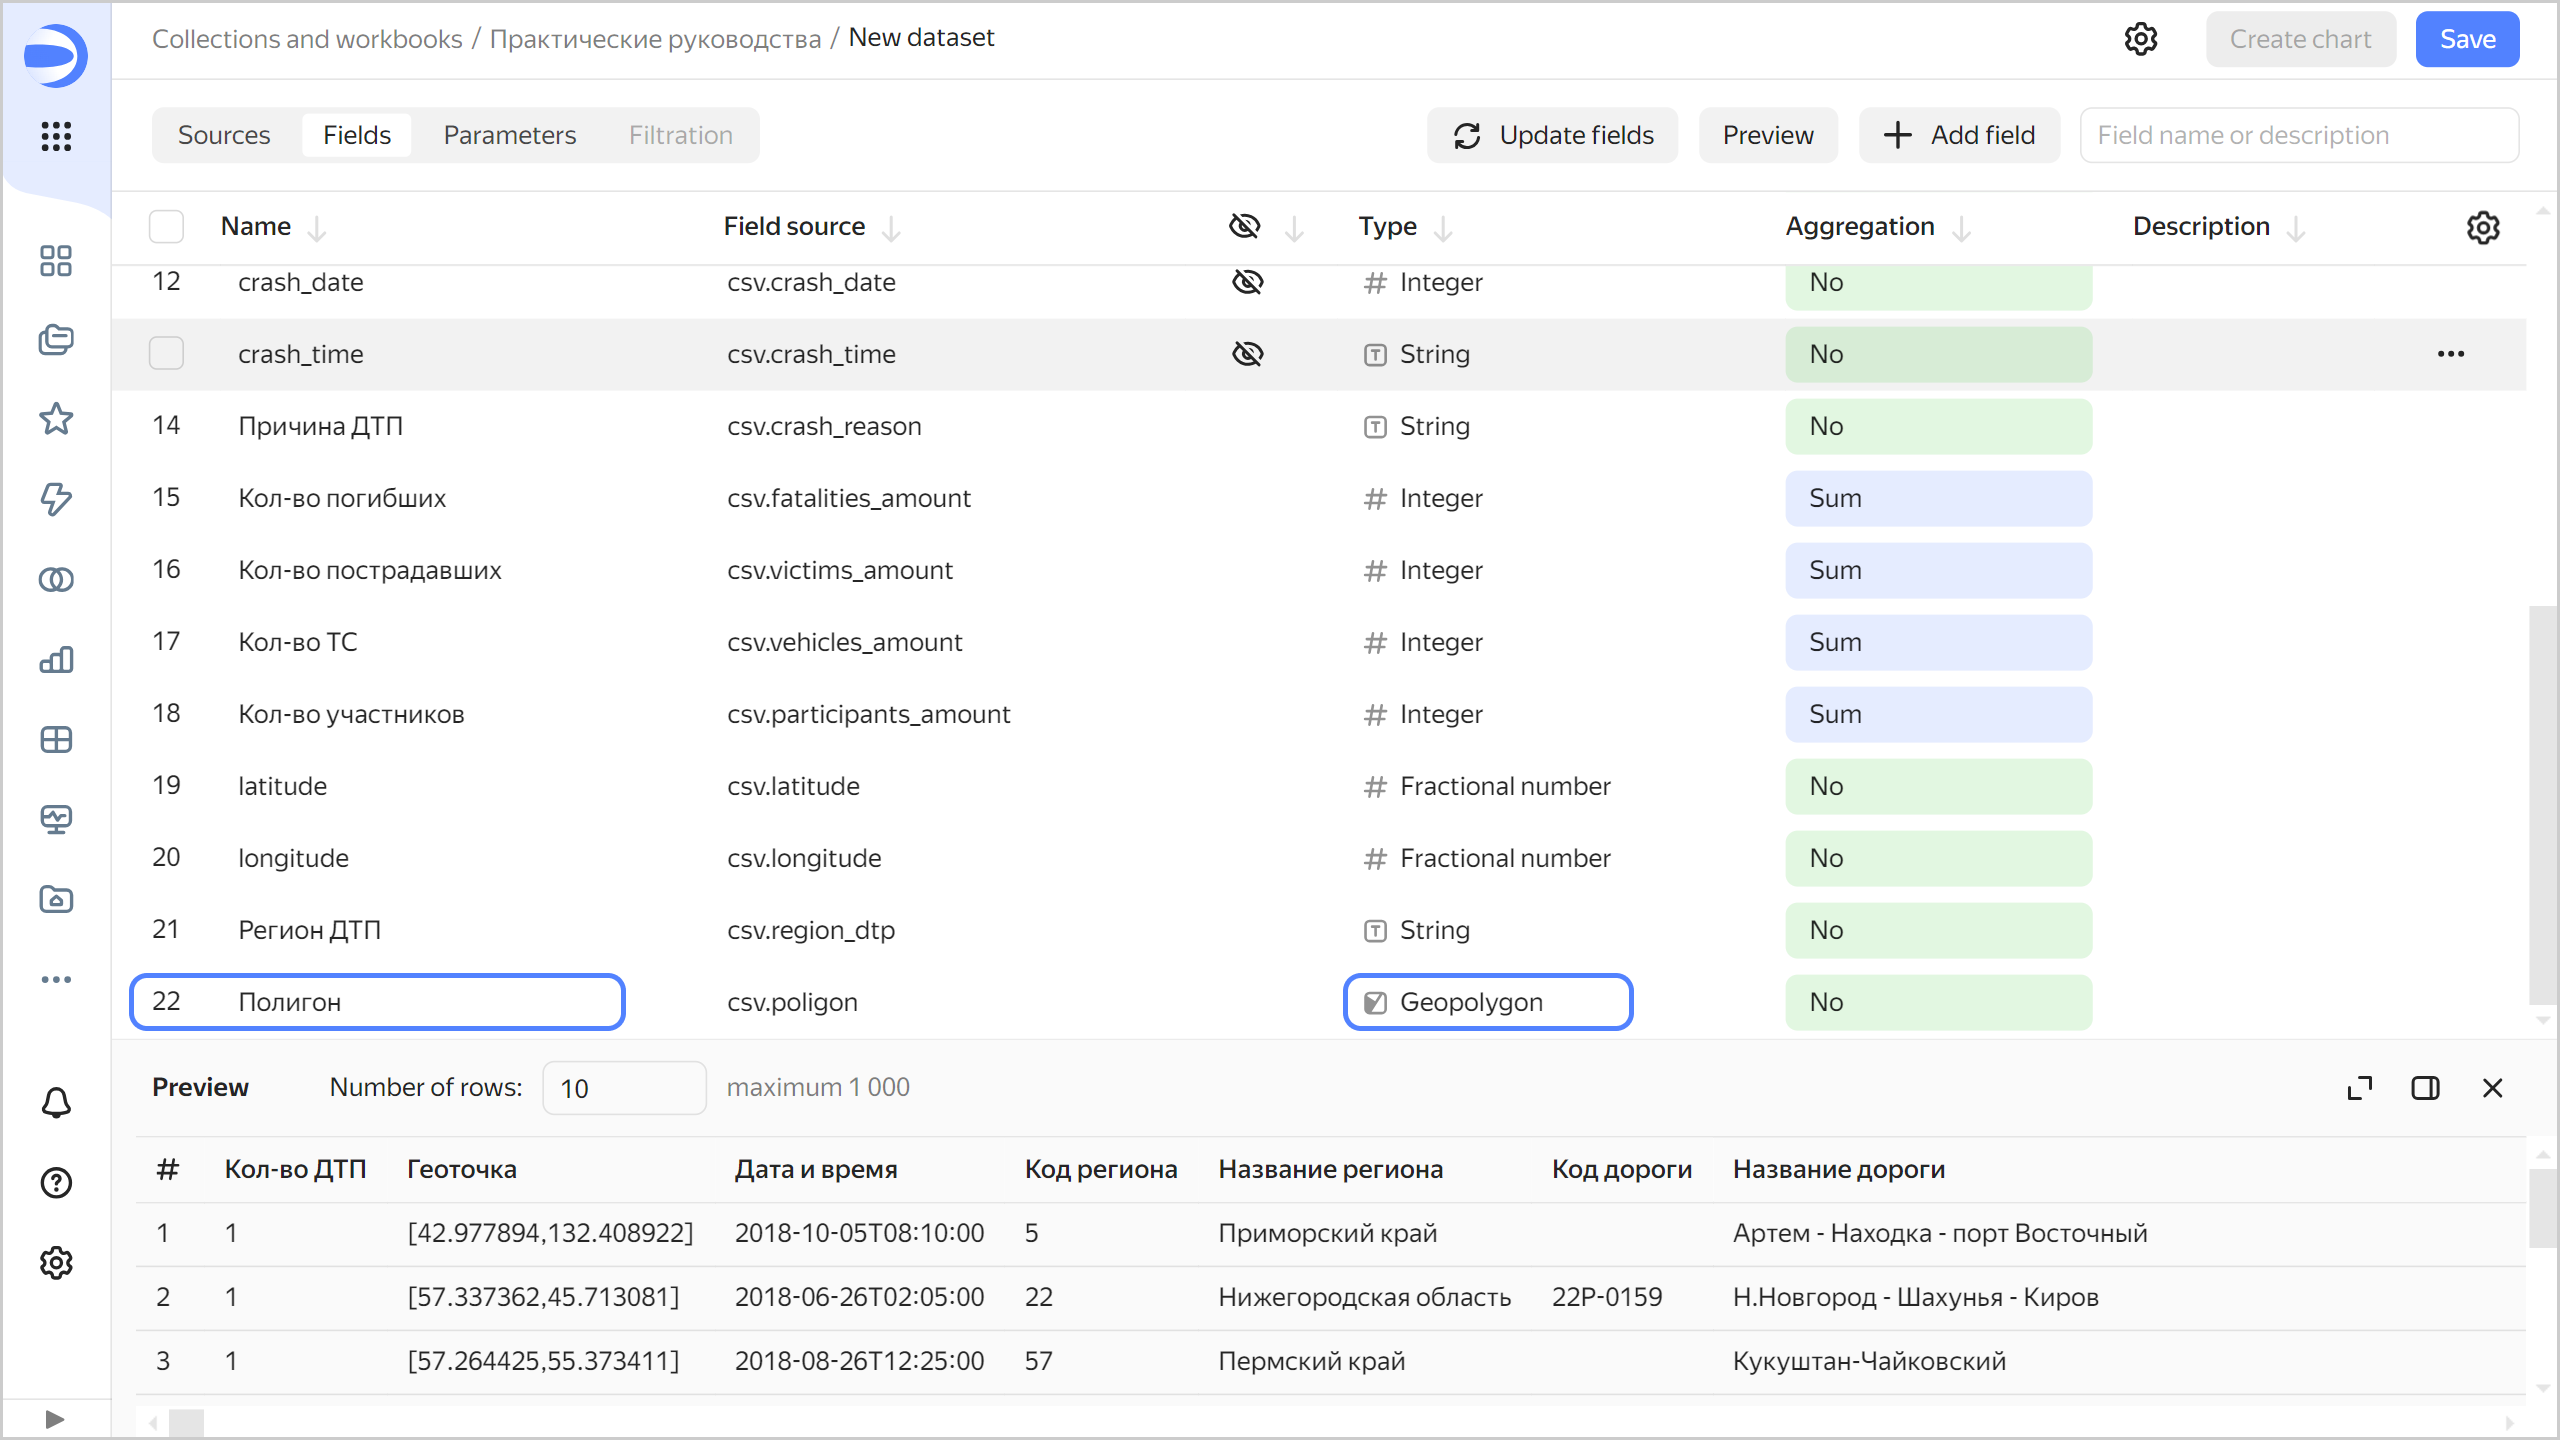 Collections and workbooks / Практические руководства / New dataset
Create chart
Save
Sources Fields Parameters Filtration
Update fields
Preview
Add field
Field name or description
Name Field source Type Aggregation Description
12 crash_date csv.crash_date # Integer No
crash_time csv.crash_time T String No
14 Причина ДТП csv.crash_reason T String No
15 Кол-во погибших csv.fatalities_amount # Integer Sum
16 Кол-во пострадавших csv.victims_amount # Integer Sum
17 Кол-во ТС csv.vehicles_amount # Integer Sum
18 Кол-во участников csv.participants_amount # Integer Sum
19 latitude csv.latitude # Fractional number No
20 longitude csv.longitude # Fractional number No
21 Регион ДТП csv.region_dtp T String No
22 Полигон csv.poligon Geopolygon No
Preview Number of rows: 10 maximum 1 000
# Кол-во ДТП Геоточка Дата и время Код региона Название региона Код дороги Название дороги
1 1 [42.977894,132.408922] 2018-10-05T08:10:00 5 Приморский край Артем - Находка - порт Восточный
2 1 [57.337362,45.713081] 2018-06-26T02:05:00 22 Нижегородская область 22Р-0159 Н.Новгород - Шахунья - Киров
3 1 [57.264425,55.373411] 2018-08-26T12:25:00 57 Пермский край Кукуштан-Чайковский